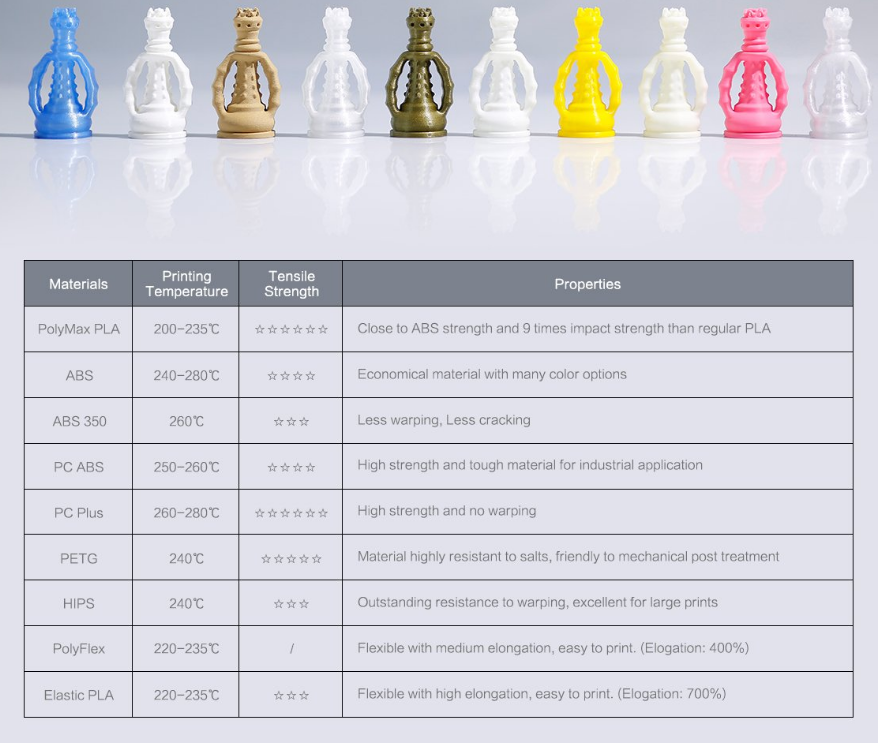 Materials
Printing
Temperature
Tensile
Strength
Properties
PolyMax PLA
200-235℃
☆☆☆☆☆☆
Close to ABS strength and 9 times impact strength than regular PLA
ABS
240-280℃
☆☆☆☆
Economical material with many color options
ABS 350
260℃
☆☆☆
Less warping, Less cracking
PC ABS
250-260℃
☆☆☆☆
High strength and tough material for industrial application
PC Plus
260-280℃
☆☆☆☆☆☆
High strength and no warping
PETG
240℃
☆☆☆☆☆
Material highly resistant to salts, friendly to mechanical post treatment
HIPS
240℃
☆☆☆
Outstanding resistance to warping, excellent for large prints
PolyFlex
220-235℃
/
Flexible with medium elongation, easy to print. (Elogation: 400%)
Elastic PLA
220-235℃
☆☆☆
Flexible with high elongation, easy to print. (Elogation: 700%)